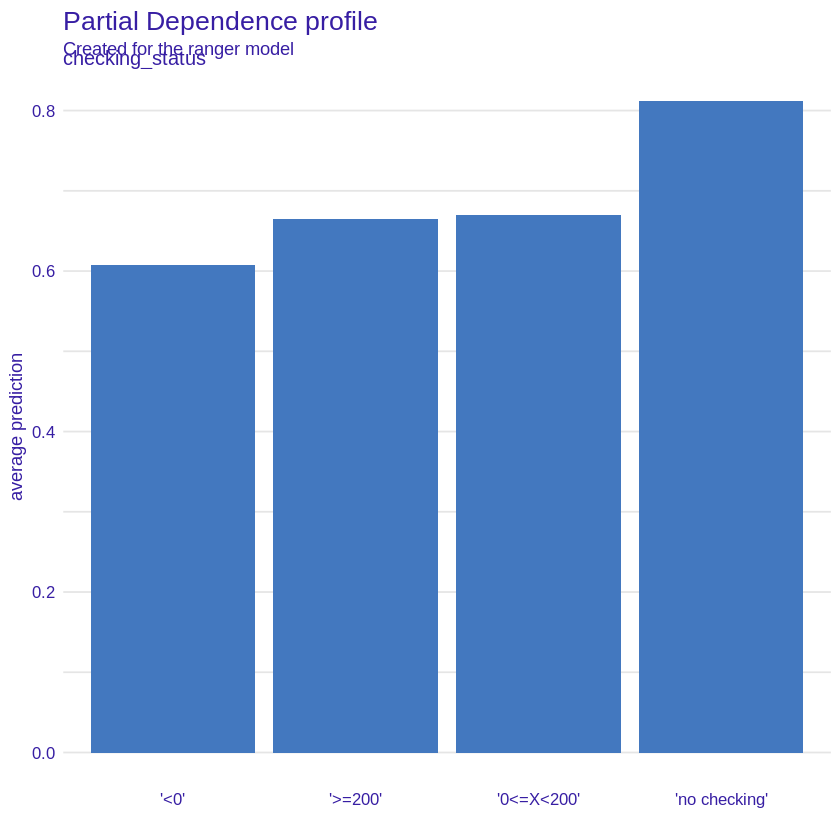 Partial Dependence profile
Created for the ranger model
checking_status
average prediction
0.8
0.6
0.4
0.2
0.0
'<0'
'>=200'
'0<=X<200'
'no checking'